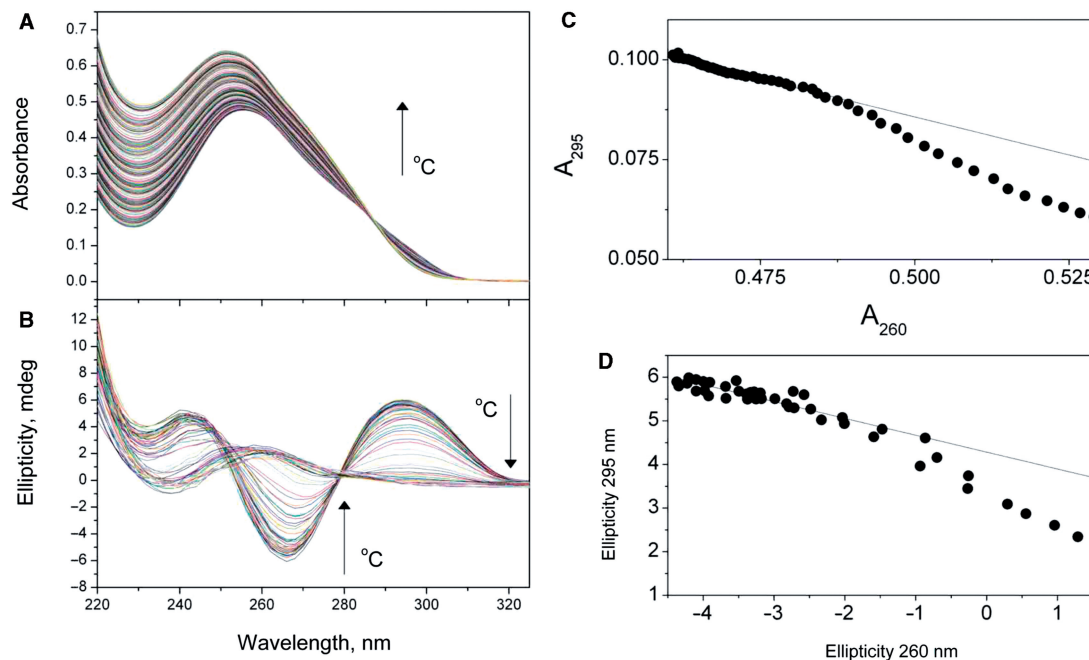 A
0.7
0.6
0.5
0.4
0.3
0.2
0.1
0.0
Absorbance
°C
B
12
10
8
6
4
2
0
−2
−4
−6
−8
Ellipticity, mdeg
°C
°C
220 240 260 280 300 320
Wavelength, nm
C
0.100
0.075
0.050
A295
0.475 0.500 0.525
A260
D
6
5
4
3
2
1
Ellipticity 295 nm
−4 −3 −2 −1 0 1
Ellipticity 260 nm